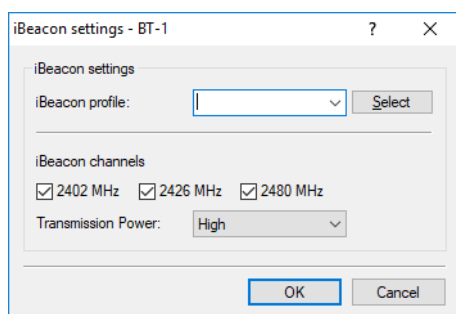 iBeacon settings - BT-1 ?
iBeacon settings
iBeacon profile: Select
iBeacon channels
2402 MHz 2426 MHz 2480 MHz
Transmission Power: High
OK Cancel